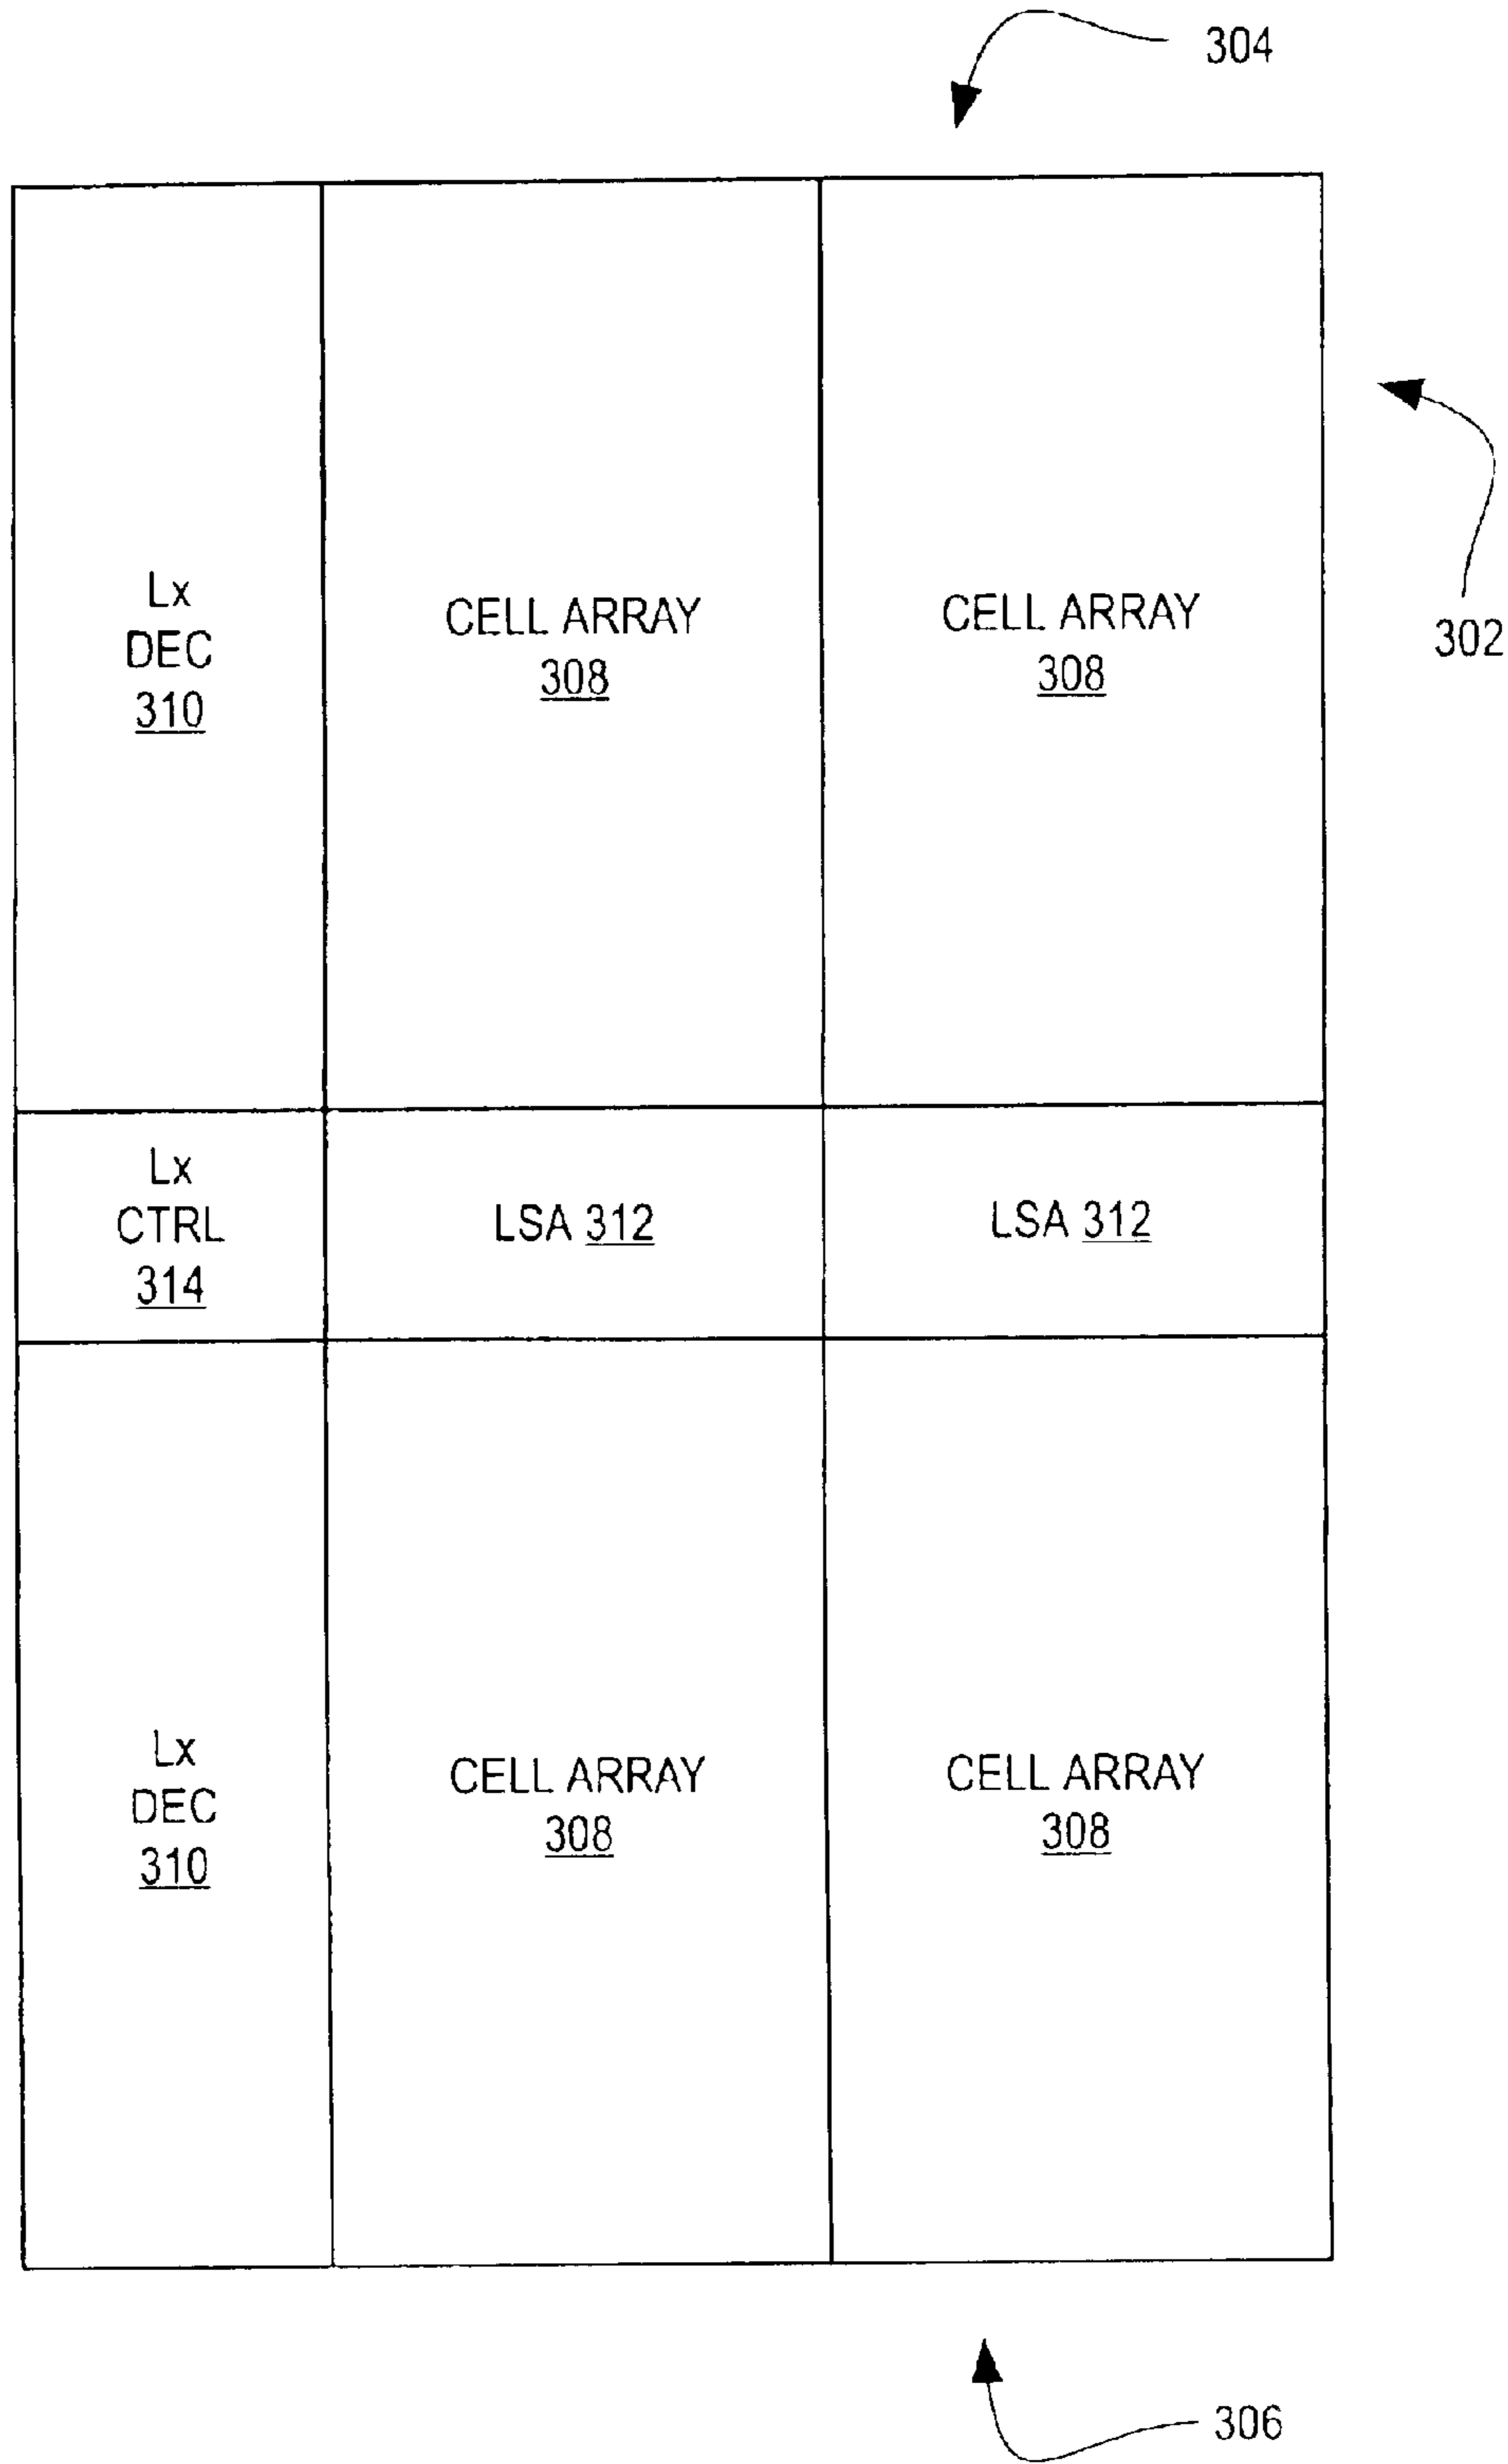 304
302
Lx
DEC
310
CELL ARRAY
308
CELL ARRAY
308
Lx
CTRL
314
LSA 312
LSA 312
Lx
DEC
310
CELL ARRAY
308
CELL ARRAY
308
306